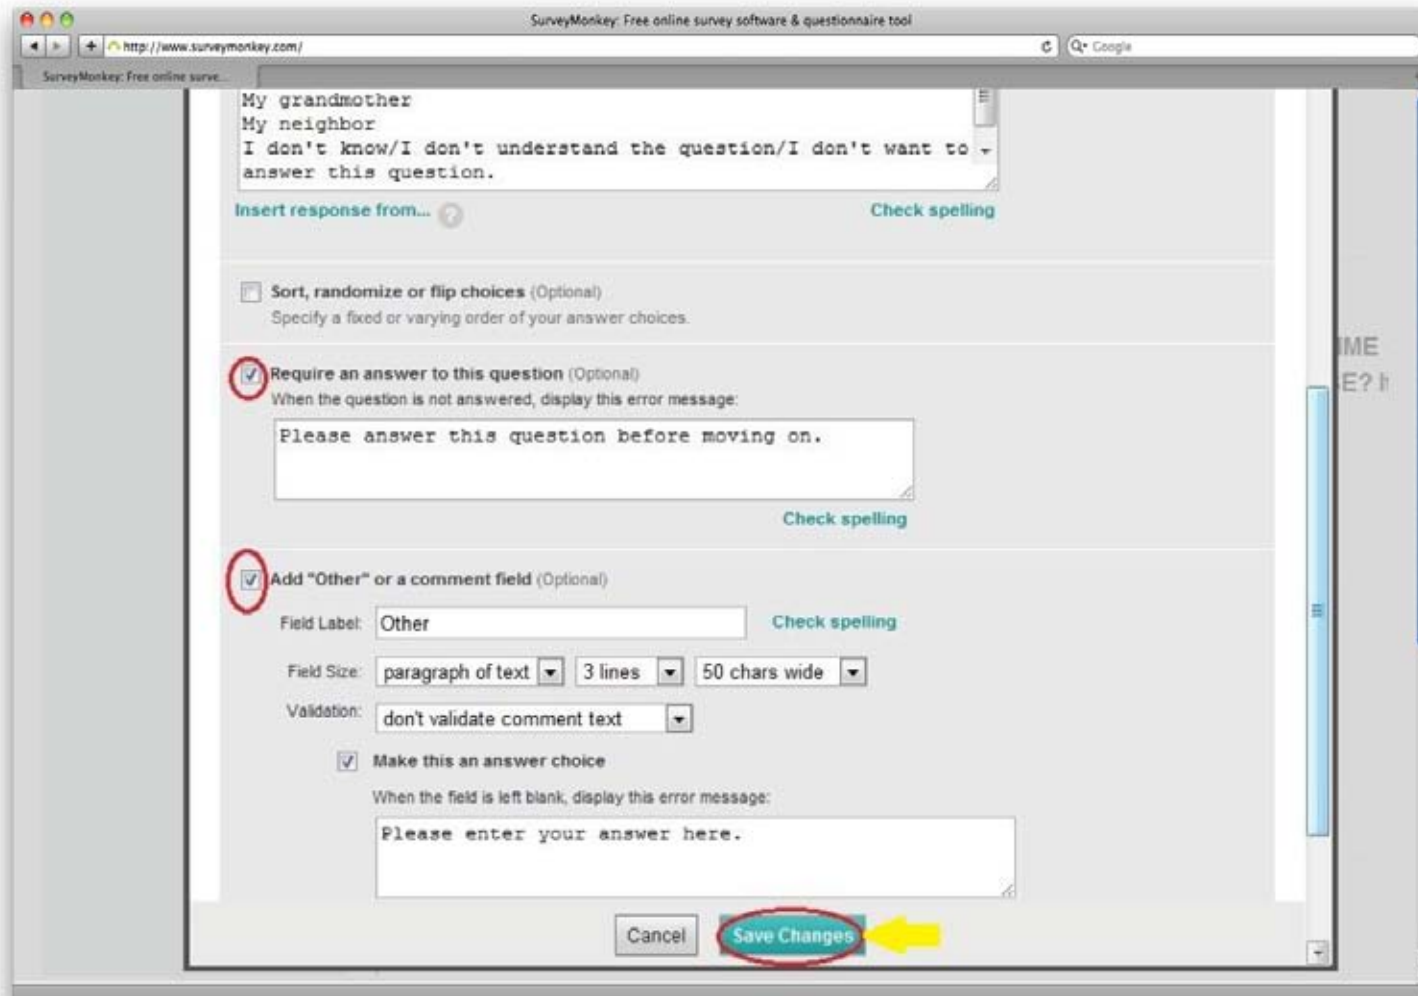 SurveyMonkey: Free online survey software & questionnaire tool
http://www.surveymonkey.com/
Google
SurveyMonkey: Free online surve...
My grandmother
My neighbor
I don't know/I don't understand the question/I don't want to
answer this question.
Insert response from... ?
Check spelling
Sort, randomize or flip choices (Optional)
Specify a fixed or varying order of your answer choices.
IME
Require an answer to this question (Optional)
E?
When the question is not answered, display this error message:
Please answer this question before moving on.
Check spelling
Add "Other" or a comment field (Optional)
Field Label: Other Check spelling
Field Size: paragraph of text 3 lines 50 chars wide
Validation: don't validate comment text
Make this an answer choice
When the field is left blank, display this error message:
Please enter your answer here.
Cancel Save Changes